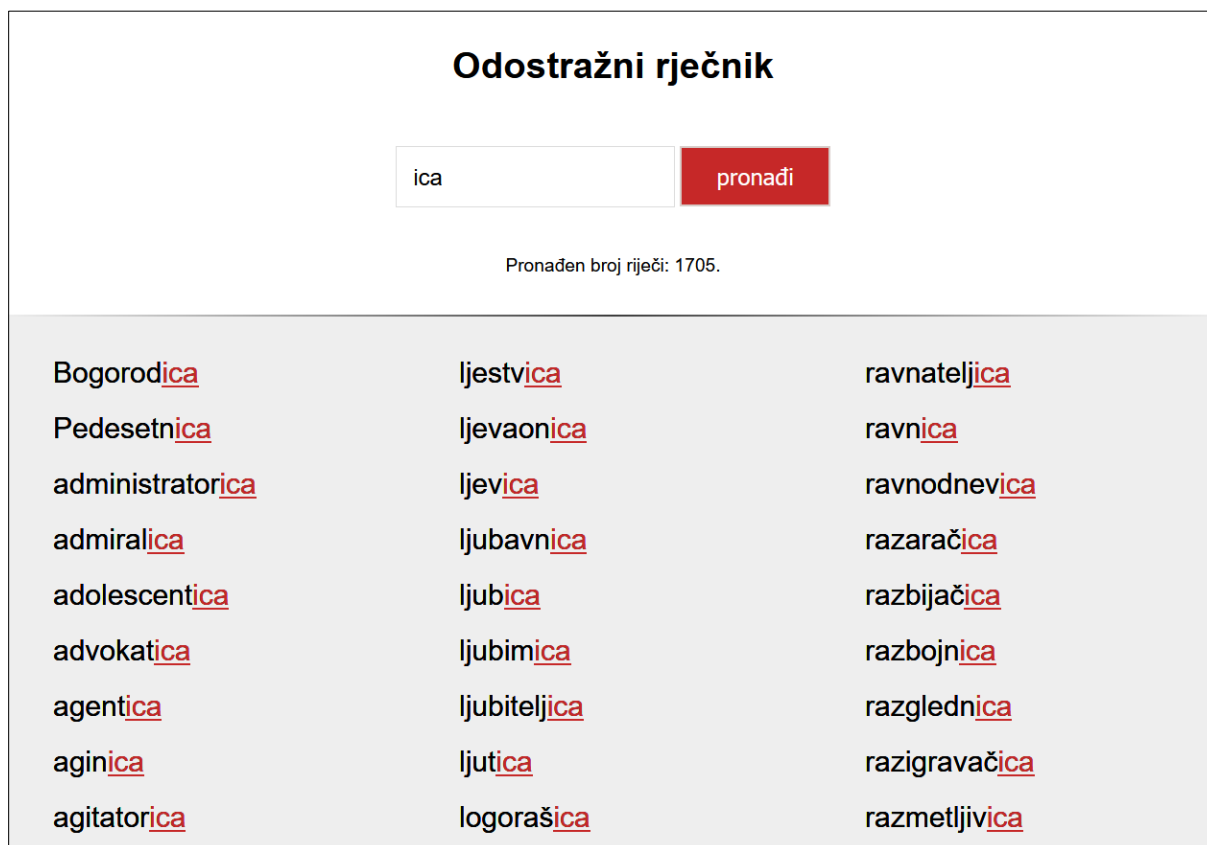 Odostražni rječnik
ica
pronađi
Pronađen broj riječi: 1705.
Bogorodica
Pedesetnica
administratorica
admiralica
adolescentica
advokatica
agentica
aginica
agitatorica
ljestvica
ljevaonica
ljevica
ljubavnica
ljubica
ljubimica
ljubiteljica
ljutica
logorašica
ravnateljica
ravnica
ravnodnevica
razaračica
razbijačica
razbojnica
razglednica
razigravačica
razmetljivica